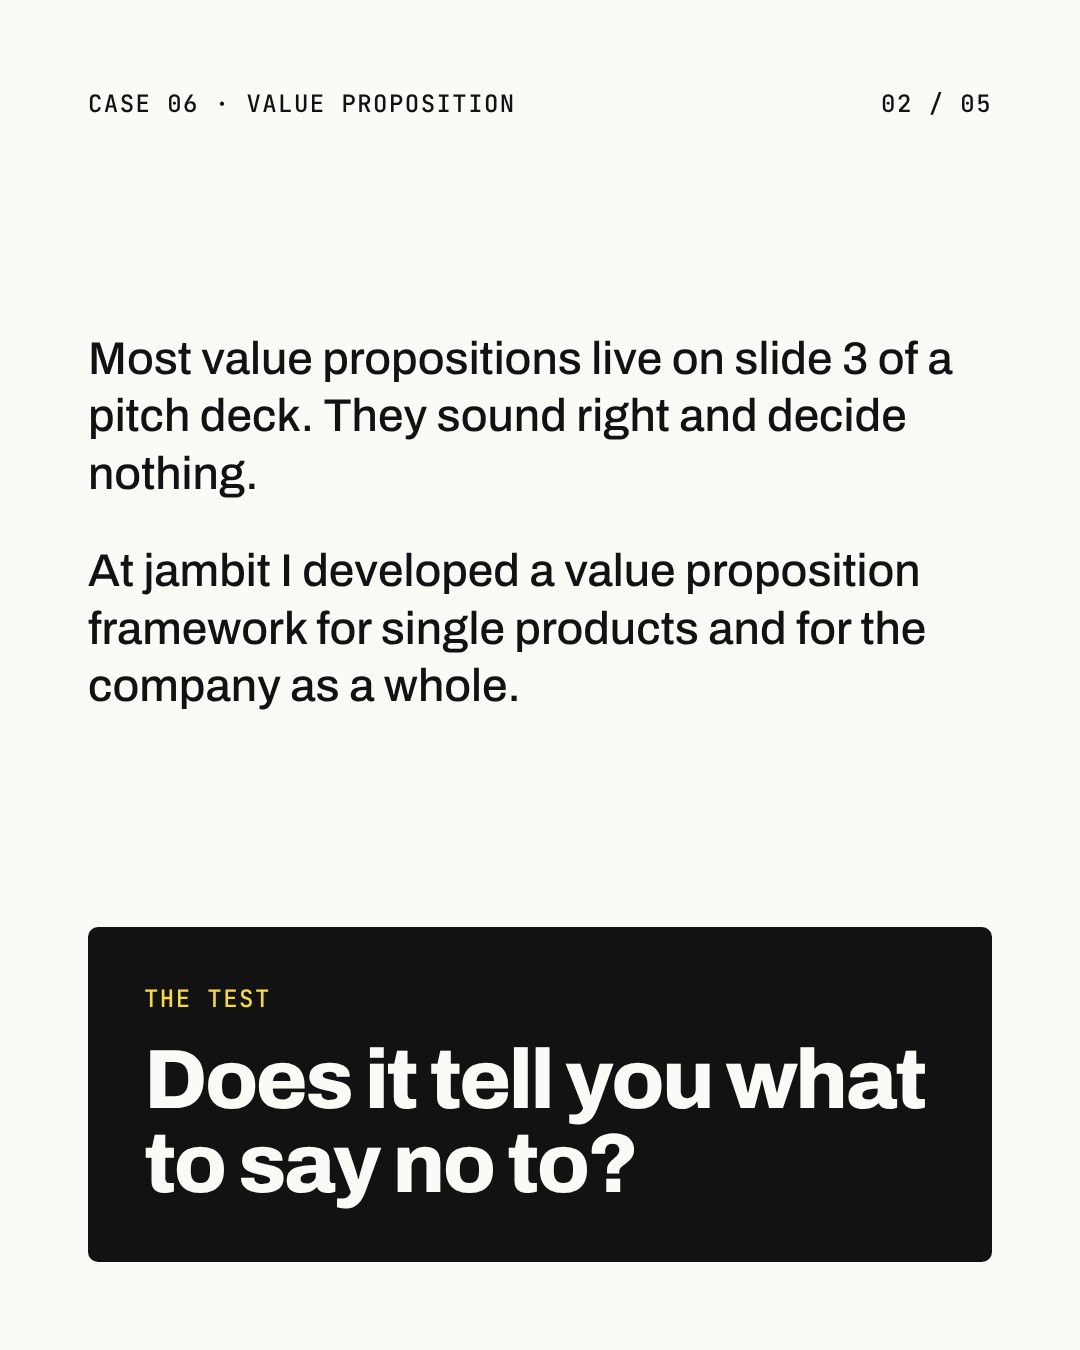 CASE 06 · VALUE PROPOSITION
02 / 05
Most value propositions live on slide 3 of a
pitch deck. They sound right and decide
nothing.
At jambit I developed a value proposition
framework for single products and for the
company as a whole.
THE TEST
Does it tell you what
to say no to?